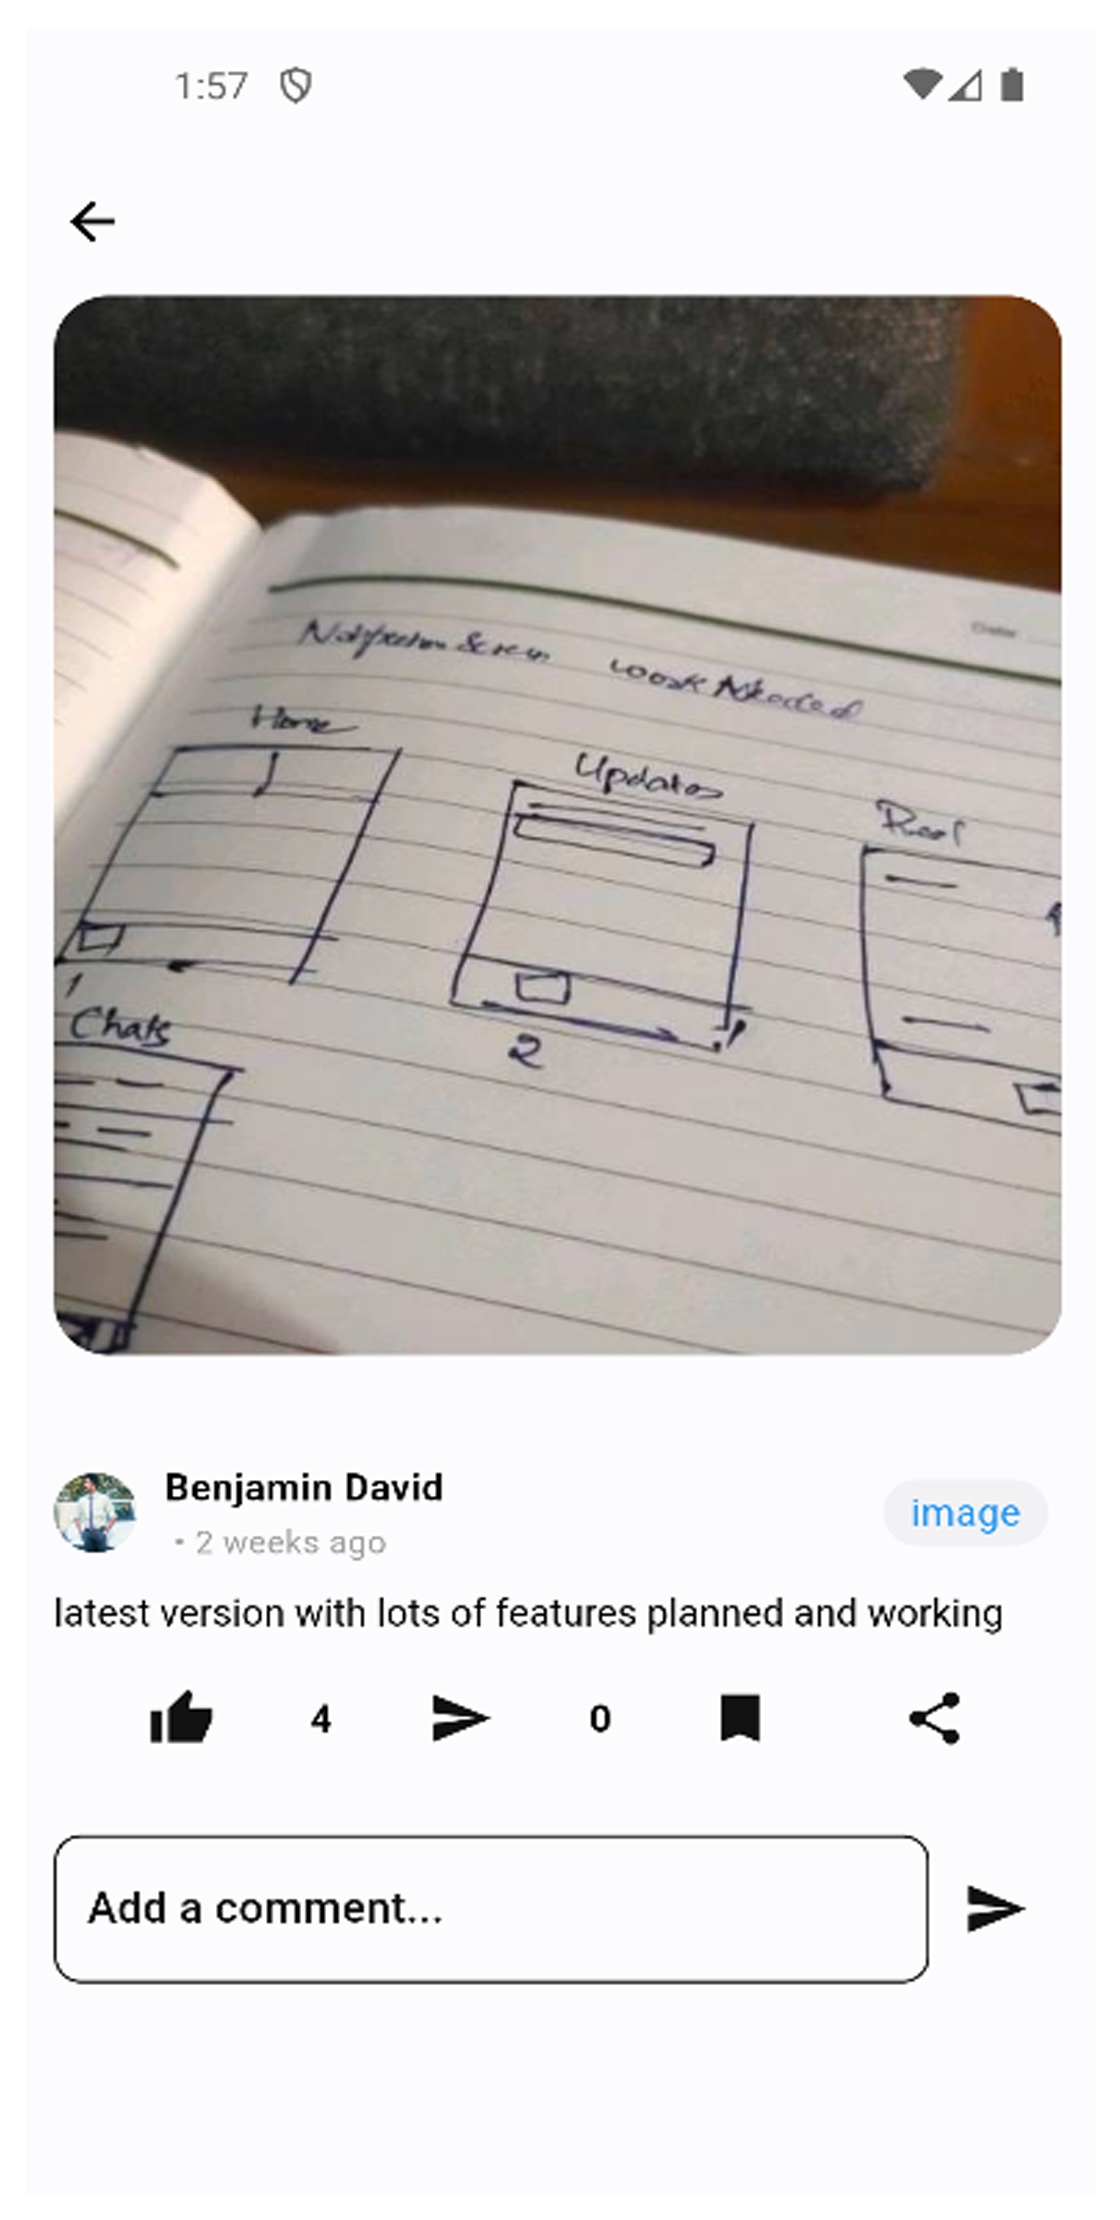 1:57
Notification Screen work Needed
Home
Updates
Reel
1
2
Chats
Benjamin David
• 2 weeks ago
image
latest version with lots of features planned and working
4
0
Add a comment...